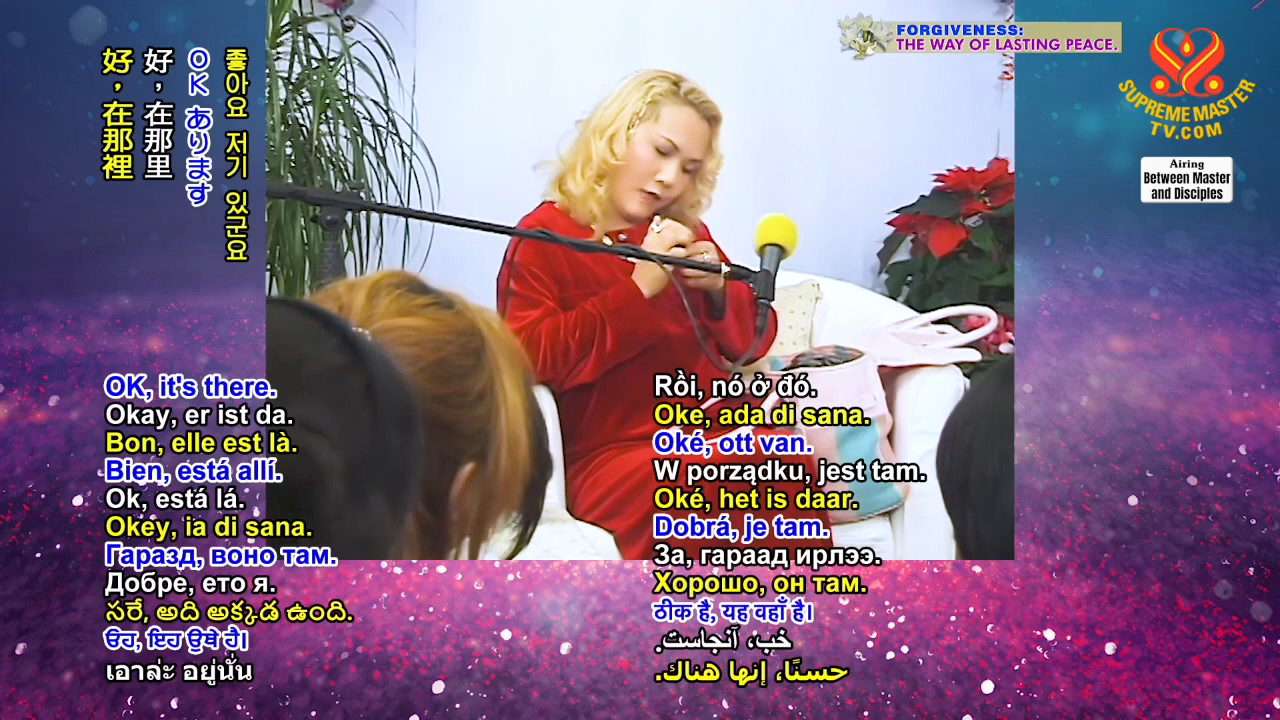 FORGIVENESS:
THE WAY OF LASTING PEACE.
SUPREME MASTER
TV.COM
Airing
Between Master
and Disciples
好，在那裡
好，在那里
OK あります
좋아요 저기 있군요
OK, it's there.
Okay, er ist da.
Bon, elle est là.
Bien, está allí.
Ok, está lá.
Okey, ia di sana.
Гаразд, воно там.
Добре, ето я.
సరే, అది అక్కడ ఉంది.
ਓਹ, ਇਹ ਉਥੇ ਹੈ।
เอาล่ะ อยู่นั่น
Rồi, nó ở đó.
Oke, ada di sana.
Oké, ott van.
W porządku, jest tam.
Oké, het is daar.
Dobrá, je tam.
За, гараад ирлээ.
Хорошо, он там.
ठीक है, यह वहाँ है।
خب، آنجاست.
حسنًا، إنها هناك.